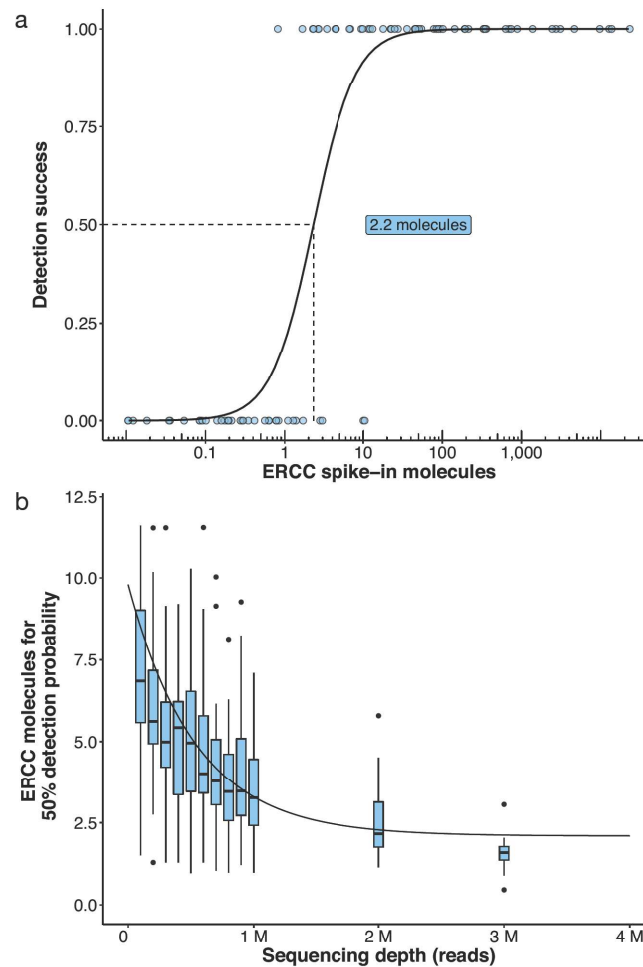 a
1.00
0.75
0.50
0.25
0.00
Detection success
2.2 molecules
0.1 1 10 100 1,000
ERCC spike–in molecules
b
12.5
10.0
7.5
5.0
2.5
0.0
ERCC molecules for
50% detection probability
0 1 M 2 M 3 M 4 M
Sequencing depth (reads)